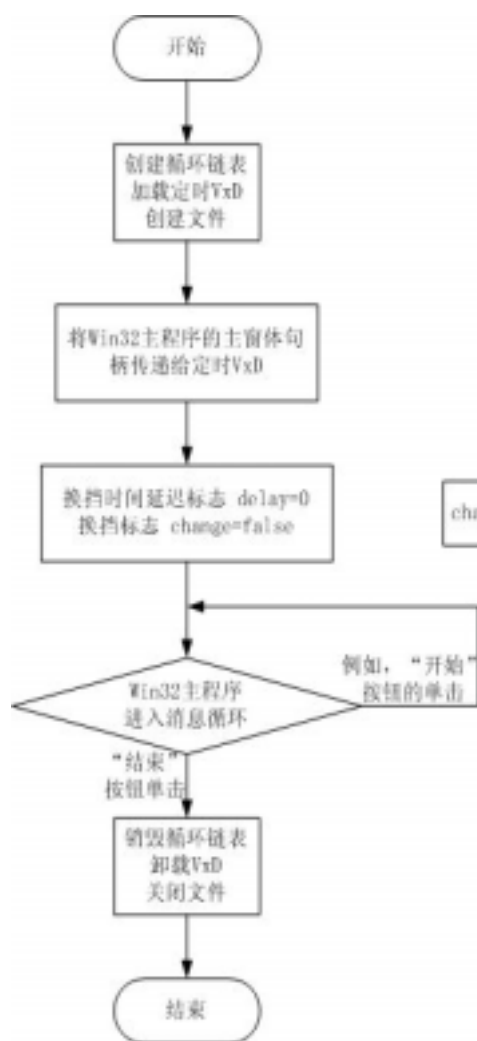 开始
创建循环链表
加载定时VxD
创建文件
将Win32主程序的主窗体句
柄传递给定时VxD
换挡时间延迟标志 delay=0
换挡标志 change=false
cha
Win32主程序
进入消息循环
例如，“开始”
按钮的单击
“结束”
按钮单击
销毁循环链表
卸载VxD
关闭文件
结束